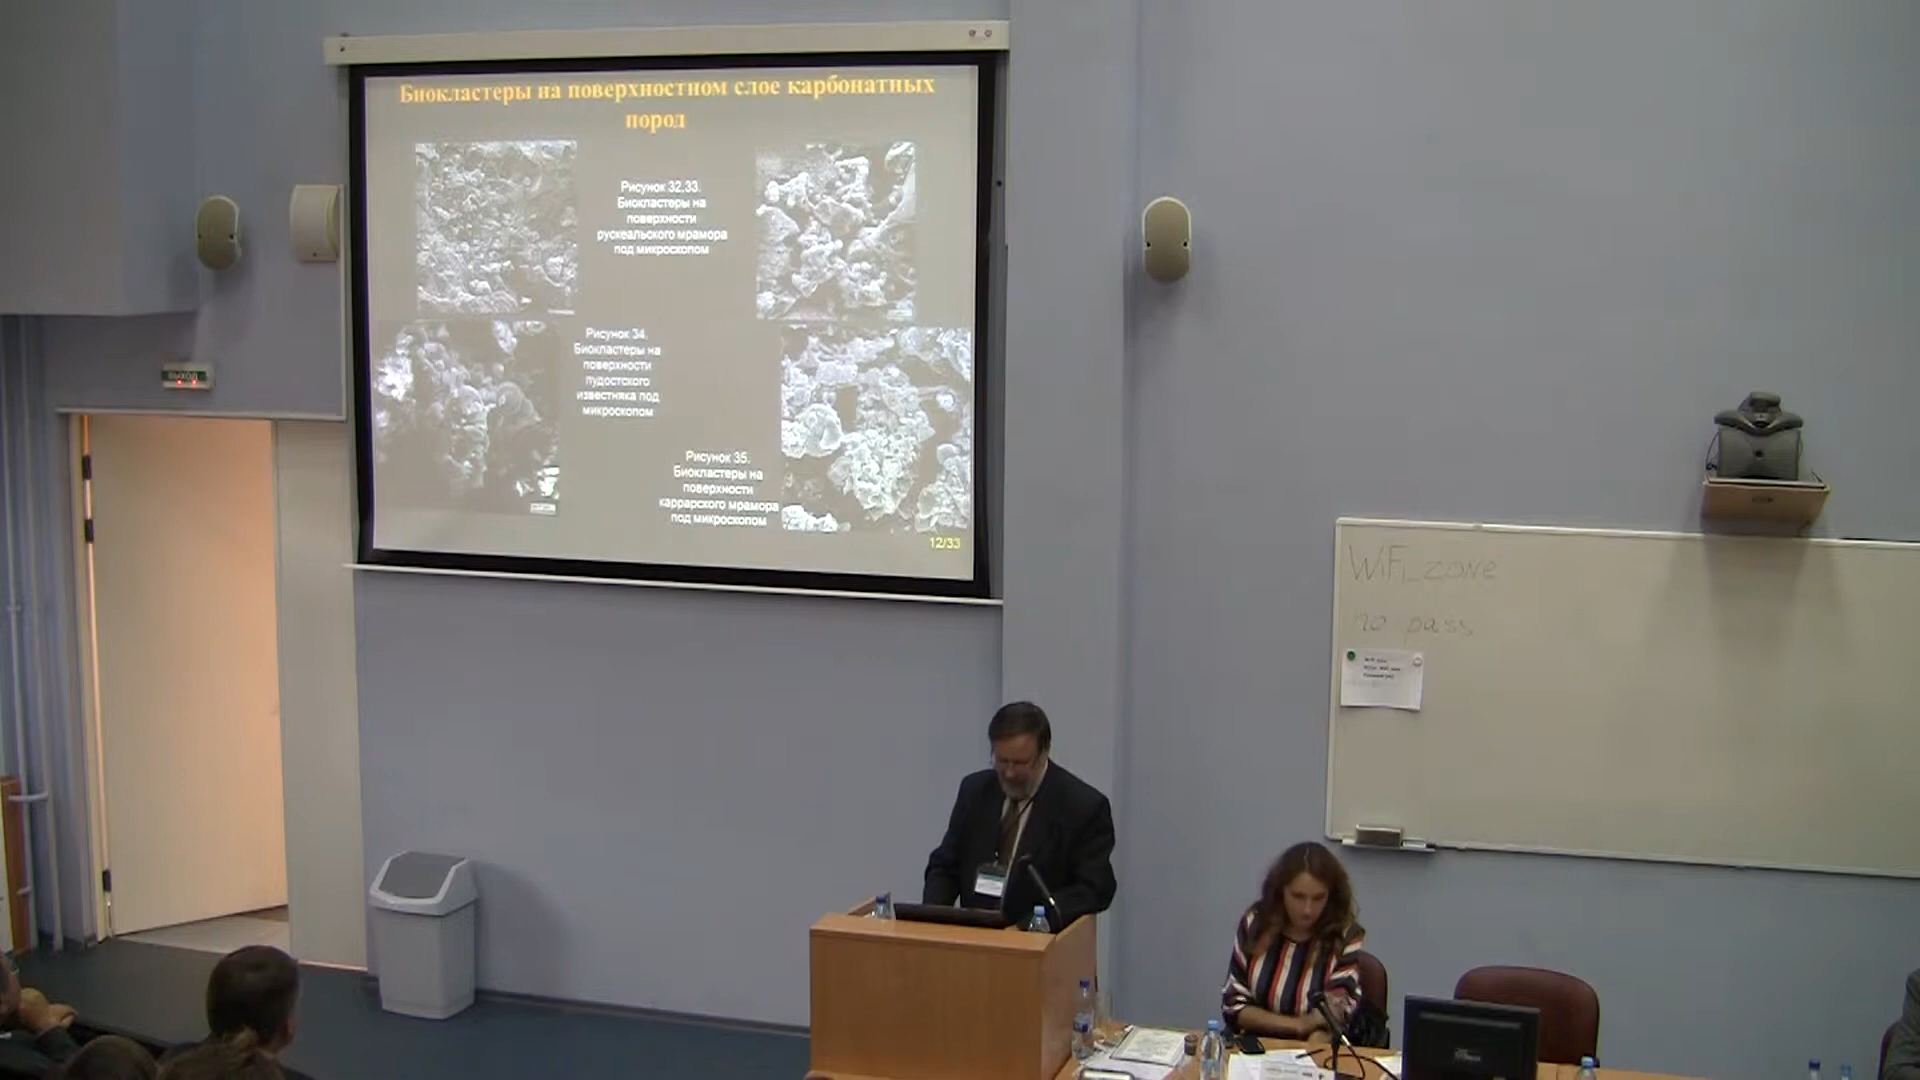 Биокластеры на поверхностном слое карбонатных
пород
Рисунок 32,33.
Биокластеры на
поверхности
рускеальского мрамора
под микроскопом
Рисунок 34.
Биокластеры на
поверхности
пудостского
известняка под
микроскопом
Рисунок 35.
Биокластеры на
поверхности
каррарского мрамора
под микроскопом
12/33
ВЫХОД
WiFi_zone
no pass